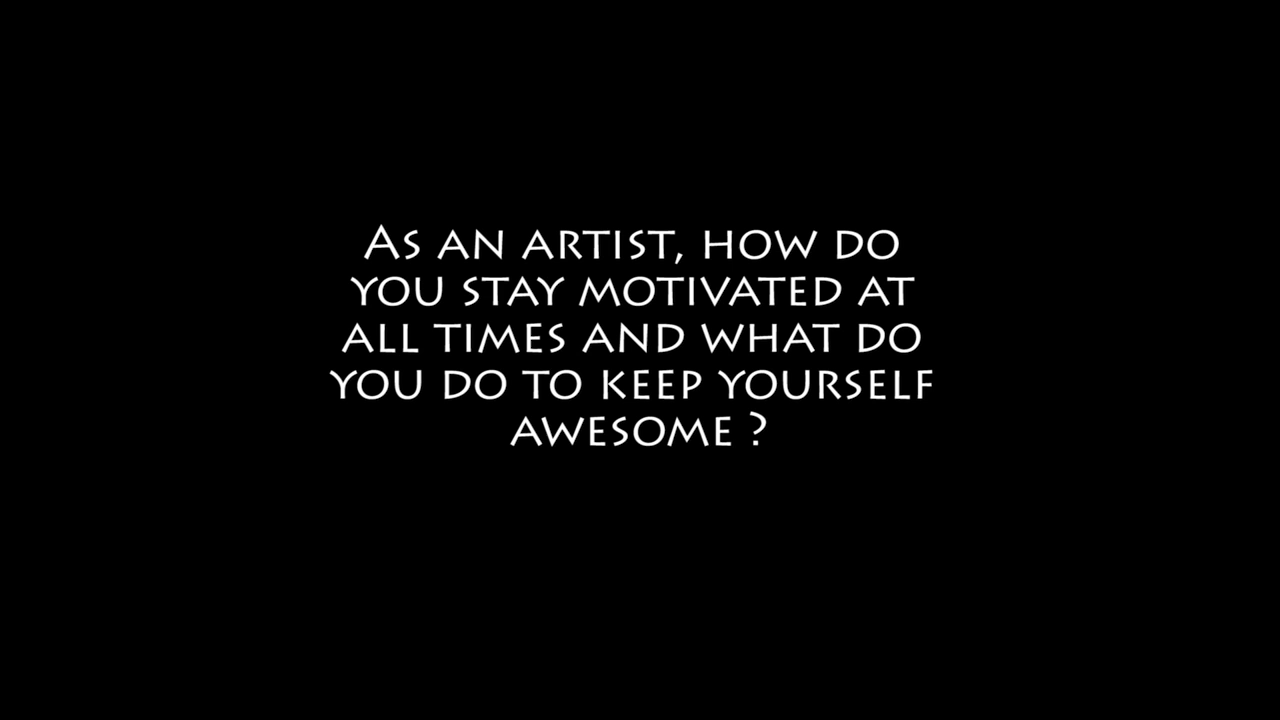 As an artist, how do
you stay motivated at
all times and what do
you do to keep yourself
awesome ?